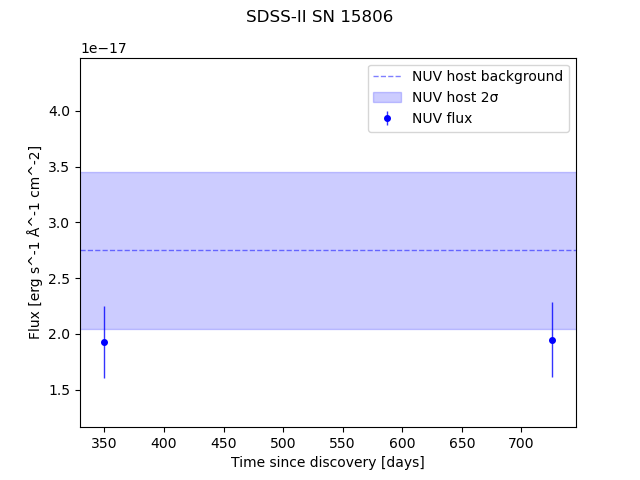 SDSS-II SN 15806
1e−17
NUV host background
NUV host 2σ
NUV flux
4.0
3.5
3.0
2.5
2.0
1.5
Flux [erg s^-1 Å^-1 cm^-2]
350 400 450 500 550 600 650 700
Time since discovery [days]